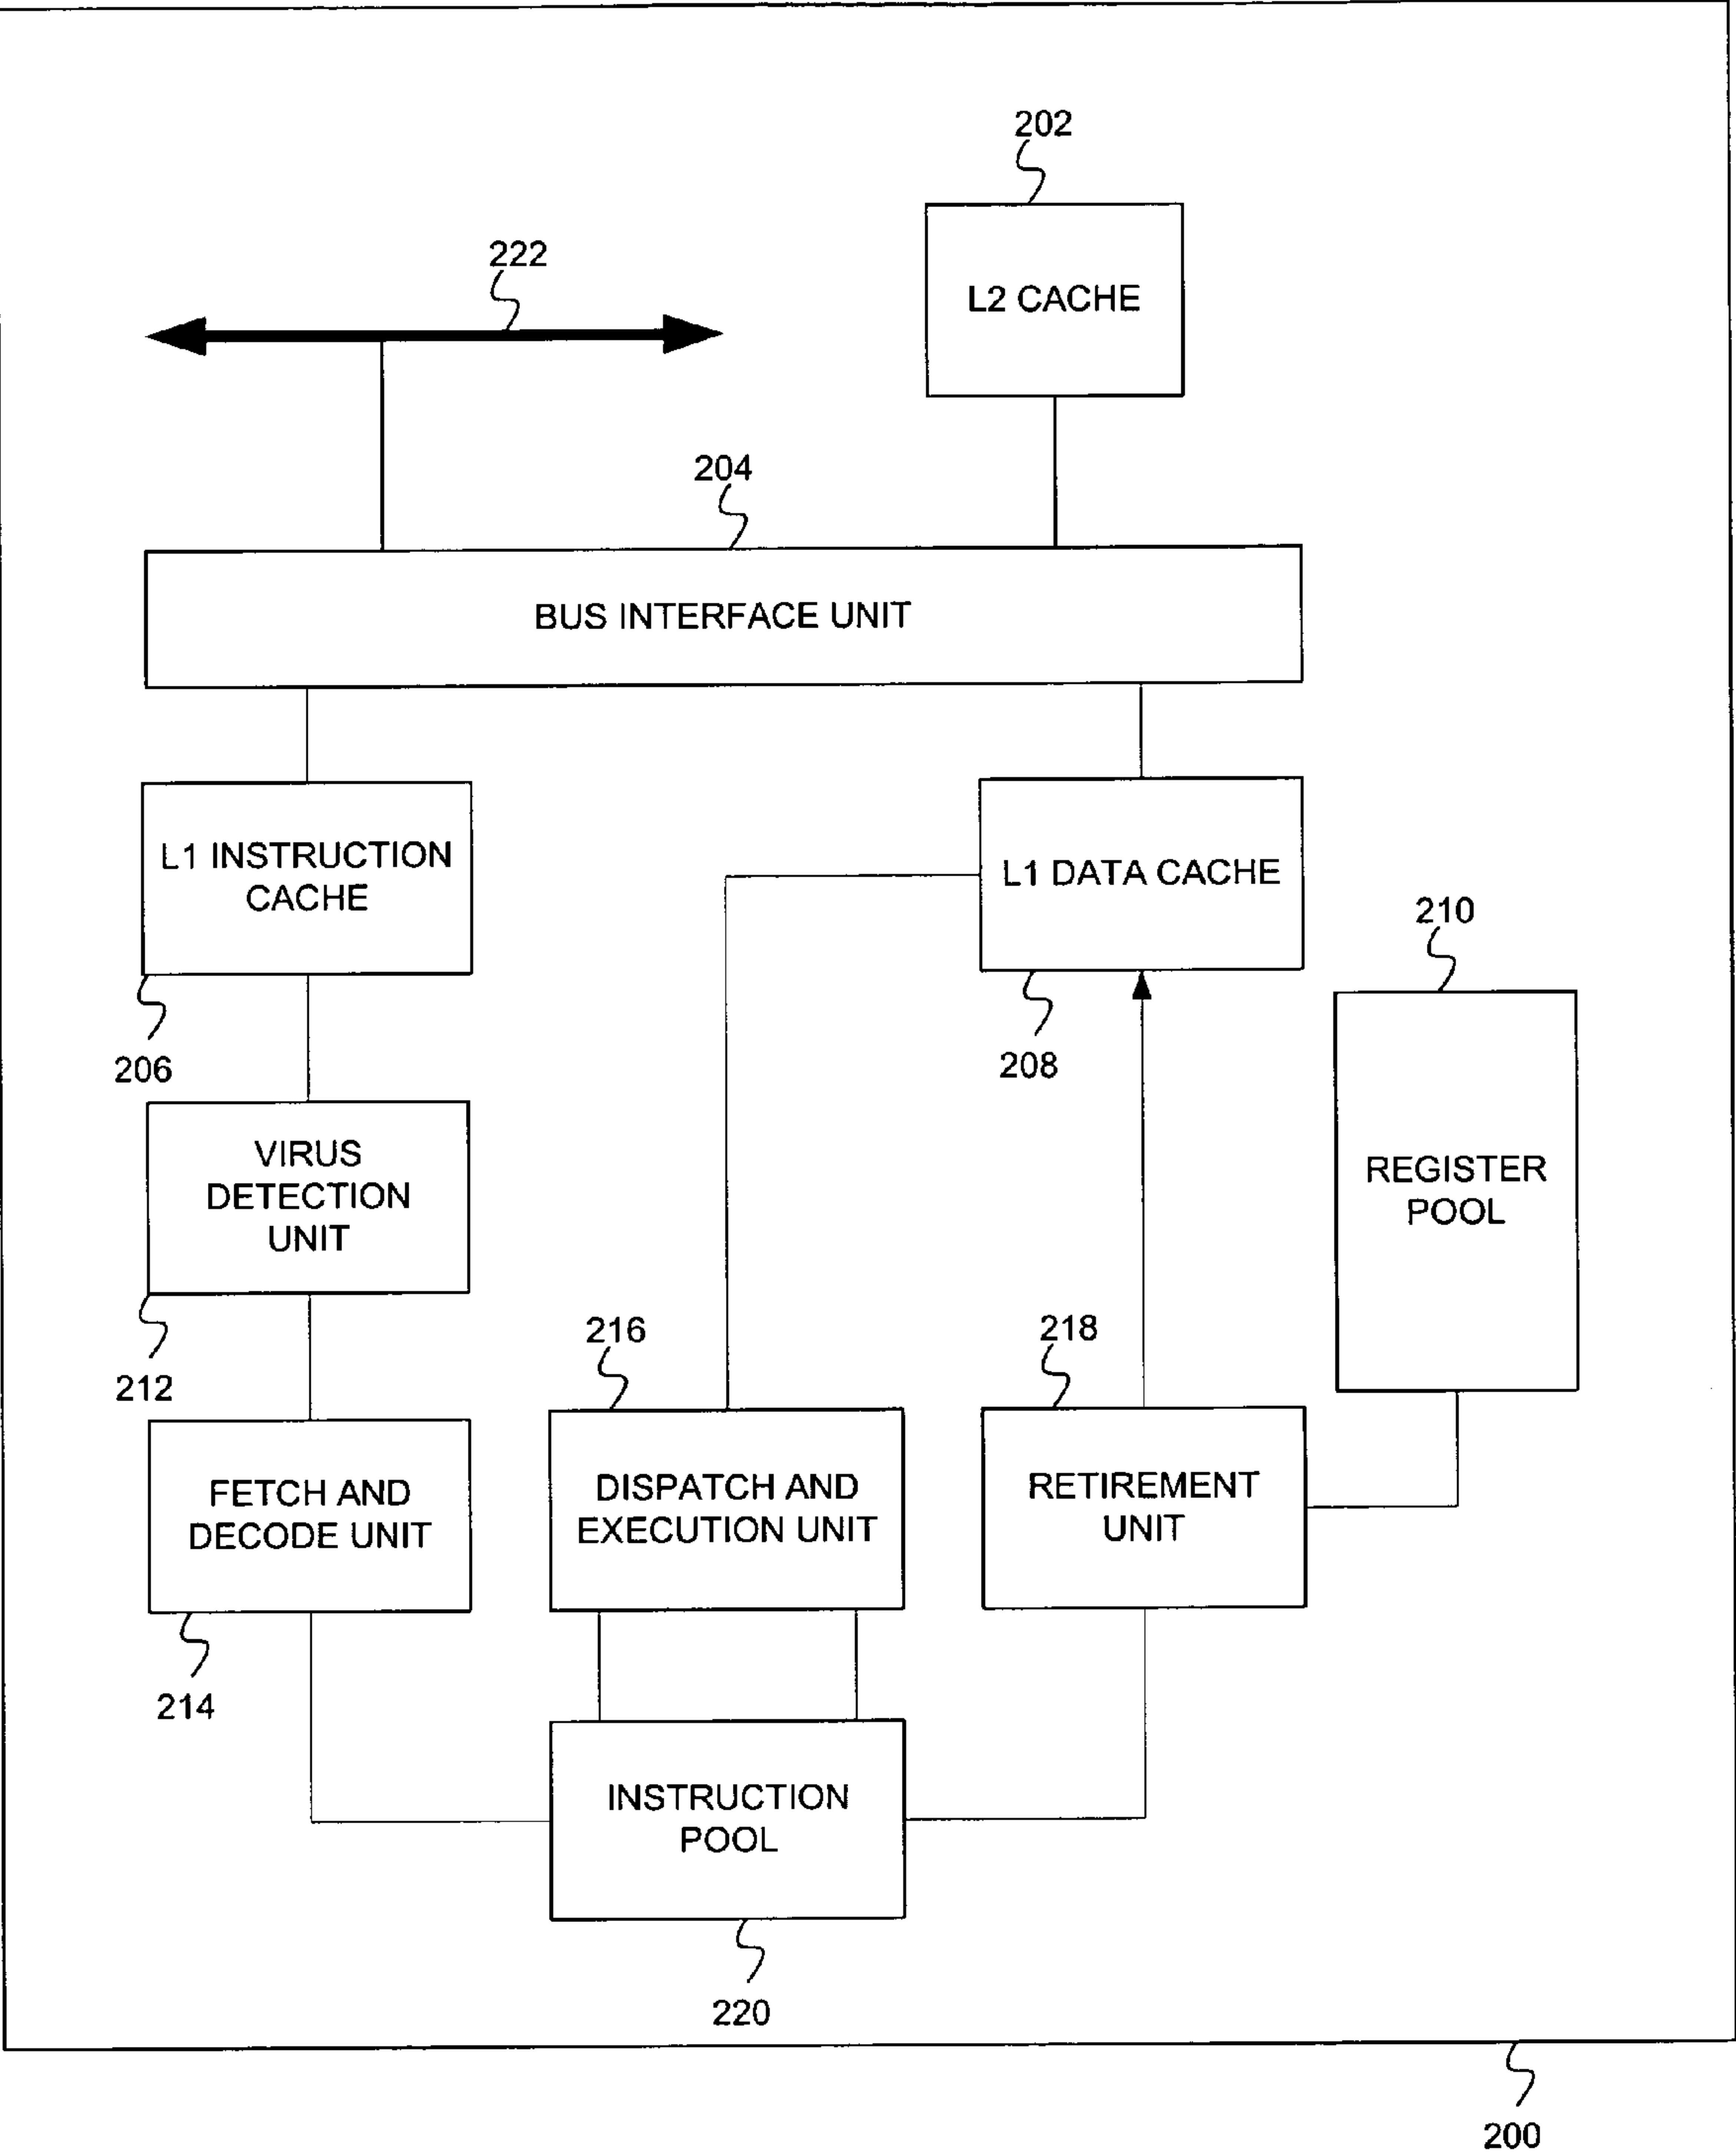 202
L2 CACHE
222
204
BUS INTERFACE UNIT
L1 INSTRUCTION
CACHE
206
L1 DATA CACHE
208
210
REGISTER
POOL
VIRUS
DETECTION
UNIT
212
216
218
FETCH AND
DECODE UNIT
214
DISPATCH AND
EXECUTION UNIT
RETIREMENT
UNIT
INSTRUCTION
POOL
220
200